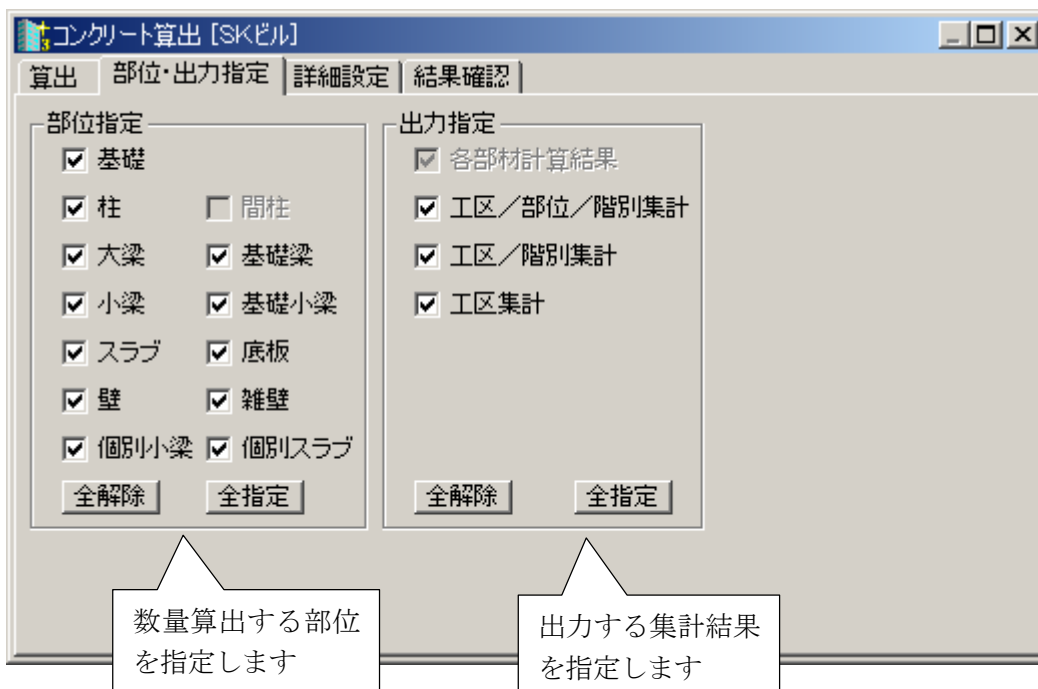 コンクリート算出 [SKビル]
算出 部位・出力指定 詳細設定 結果確認
部位指定
基礎
柱 間柱
大梁 基礎梁
小梁 基礎小梁
スラブ 底板
壁 雑壁
個別小梁 個別スラブ
全解除 全指定
出力指定
各部材計算結果
工区／部位／階別集計
工区／階別集計
工区集計
全解除 全指定
数量算出する部位
を指定します
出力する集計結果
を指定します